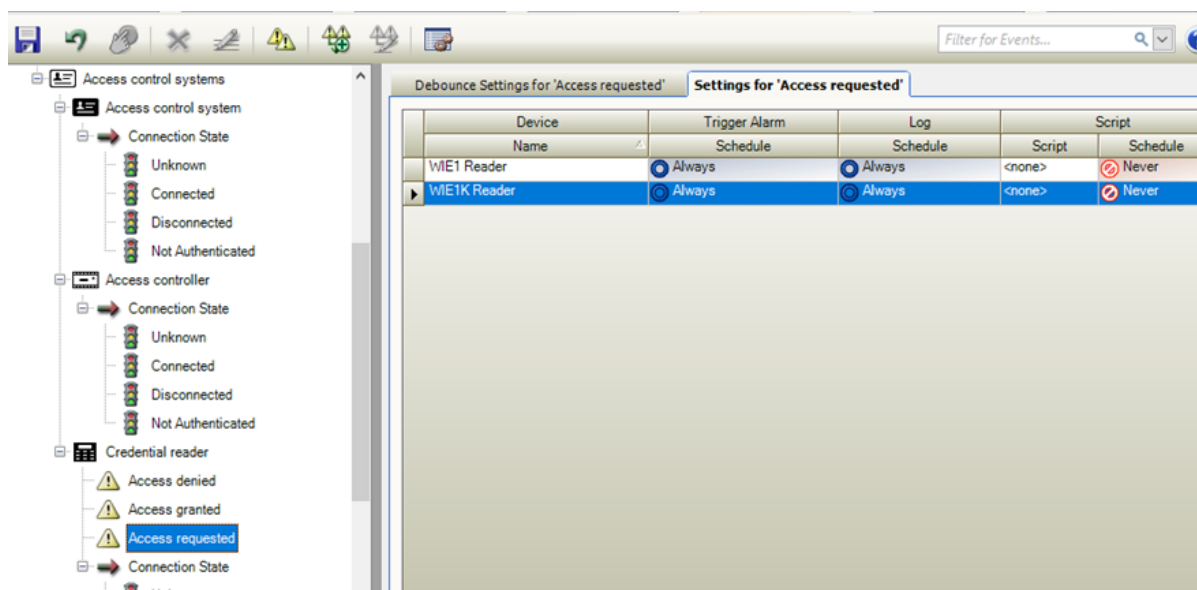 Filter for Events...
Access control systems
Access control system
Connection State
Unknown
Connected
Disconnected
Not Authenticated
Access controller
Connection State
Unknown
Connected
Disconnected
Not Authenticated
Credential reader
Access denied
Access granted
Access requested
Connection State
Debounce Settings for 'Access requested' Settings for 'Access requested'
Device Trigger Alarm Log Script
Name Schedule Schedule Script Schedule
WIE1 Reader Always Always <none> Never
WIE1K Reader Always Always <none> Never